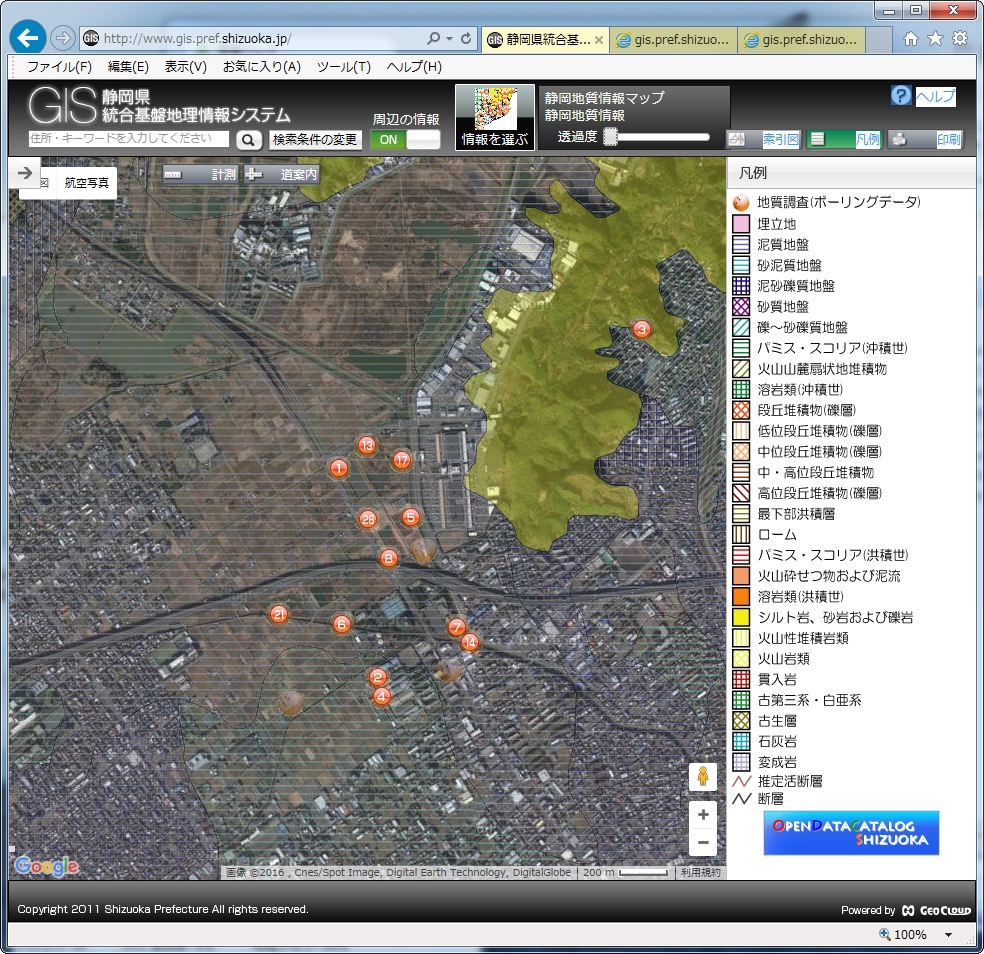 http://www.gis.pref.shizuoka.jp/
静岡県統合基...
gis.pref.shizuo...
gis.pref.shizuo...
ファイル(F) 編集(E) 表示(V) お気に入り(A) ツール(T) ヘルプ(H)
GIS 静岡県
統合基盤地理情報システム
住所・キーワードを入力してください
検索条件の変更
周辺の情報
ON
情報を選ぶ
静岡地質情報マップ
静岡地質情報
透過度
ヘルプ
索引図
凡例
印刷
図 航空写真
計測
道案内
3
13
1
17
23
5
8
21
6
7
14
2
4
Google
画像 ©2016 , Cnes/Spot Image, Digital Earth Technology, DigitalGlobe
200 m
利用規約
凡例
地質調査(ボーリングデータ)
埋立地
泥質地盤
砂泥質地盤
泥砂礫質地盤
砂質地盤
礫～砂礫質地盤
パミス・スコリア(沖積世)
火山山麓扇状地堆積物
溶岩類(沖積世)
段丘堆積物(礫層)
低位段丘堆積物(礫層)
中位段丘堆積物(礫層)
中・高位段丘堆積物
高位段丘堆積物(礫層)
最下部洪積層
ローム
パミス・スコリア(洪積世)
火山砕せつ物および泥流
溶岩類(洪積世)
シルト岩、砂岩および礫岩
火山性堆積岩類
火山岩類
貫入岩
古第三系・白亜系
古生層
石灰岩
変成岩
推定活断層
断層
OPENDATACATALOG
SHIZUOKA
Copyright 2011 Shizuoka Prefecture All rights reserved.
Powered by GEOCLOUD
100%